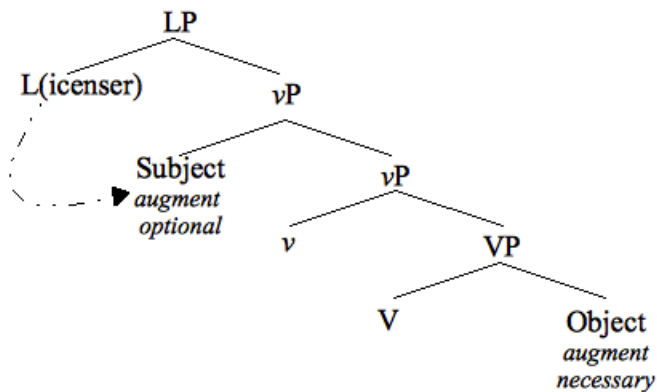 LP
L(icenser)
vP
Subject
augment
optional
vP
v
VP
V
Object
augment
necessary